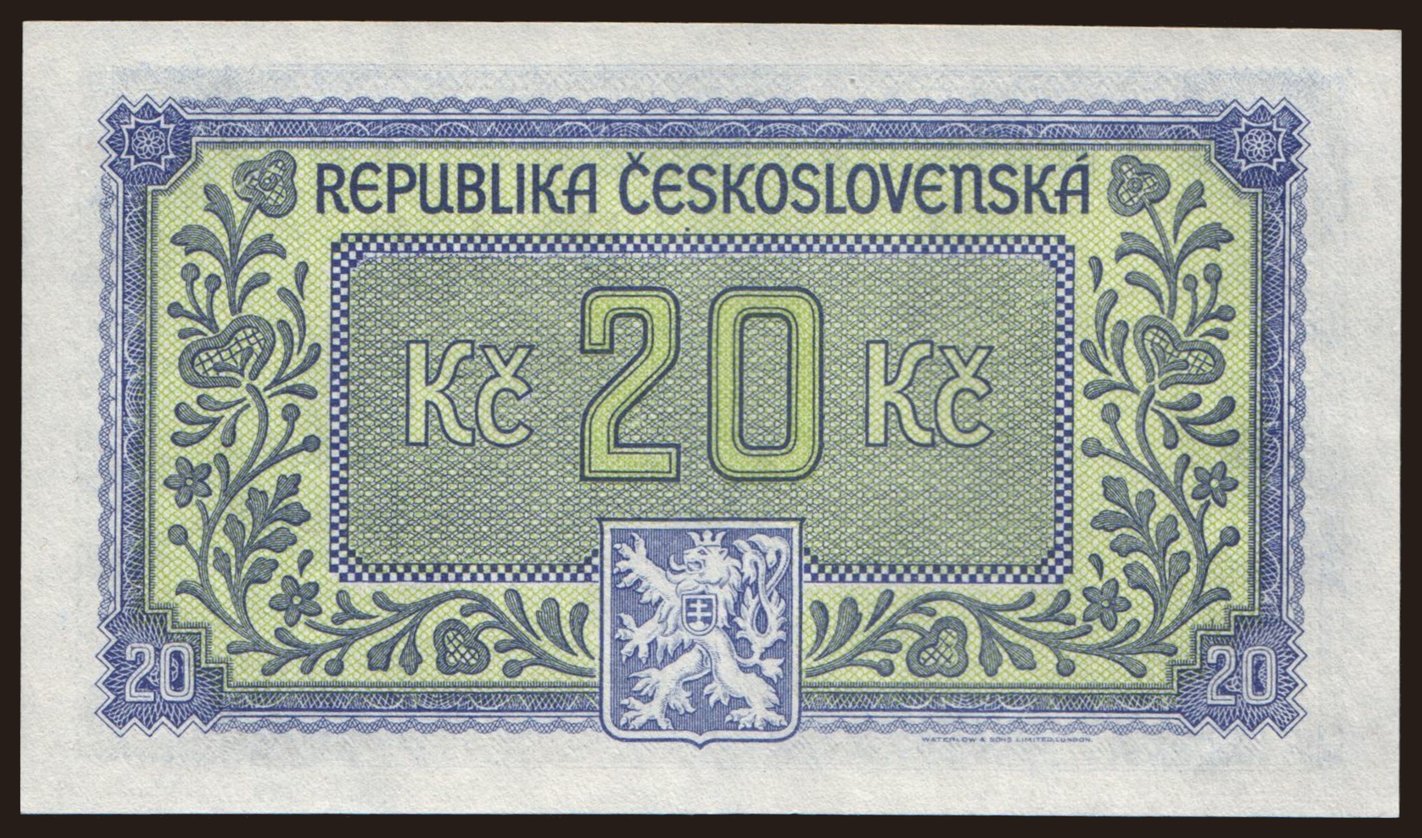 REPUBLIKA ČESKOSLOVENSKÁ
Kč 20 Kč
20 20
WATERLOW & SONS LIMITED, LONDON.